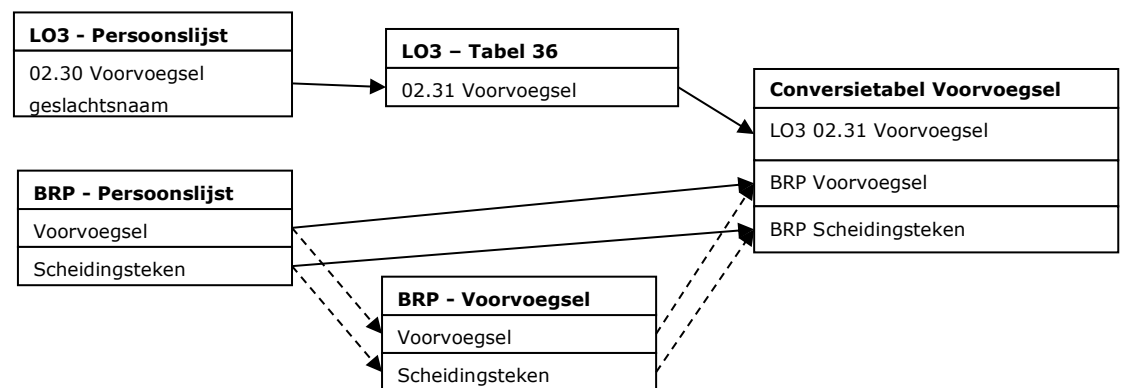 LO3 - Persoonslijst
02.30 Voorvoegsel
geslachtsnaam
LO3 – Tabel 36
02.31 Voorvoegsel
Conversietabel Voorvoegsel
LO3 02.31 Voorvoegsel
BRP Voorvoegsel
BRP Scheidingsteken
BRP - Persoonslijst
Voorvoegsel
Scheidingsteken
BRP - Voorvoegsel
Voorvoegsel
Scheidingsteken